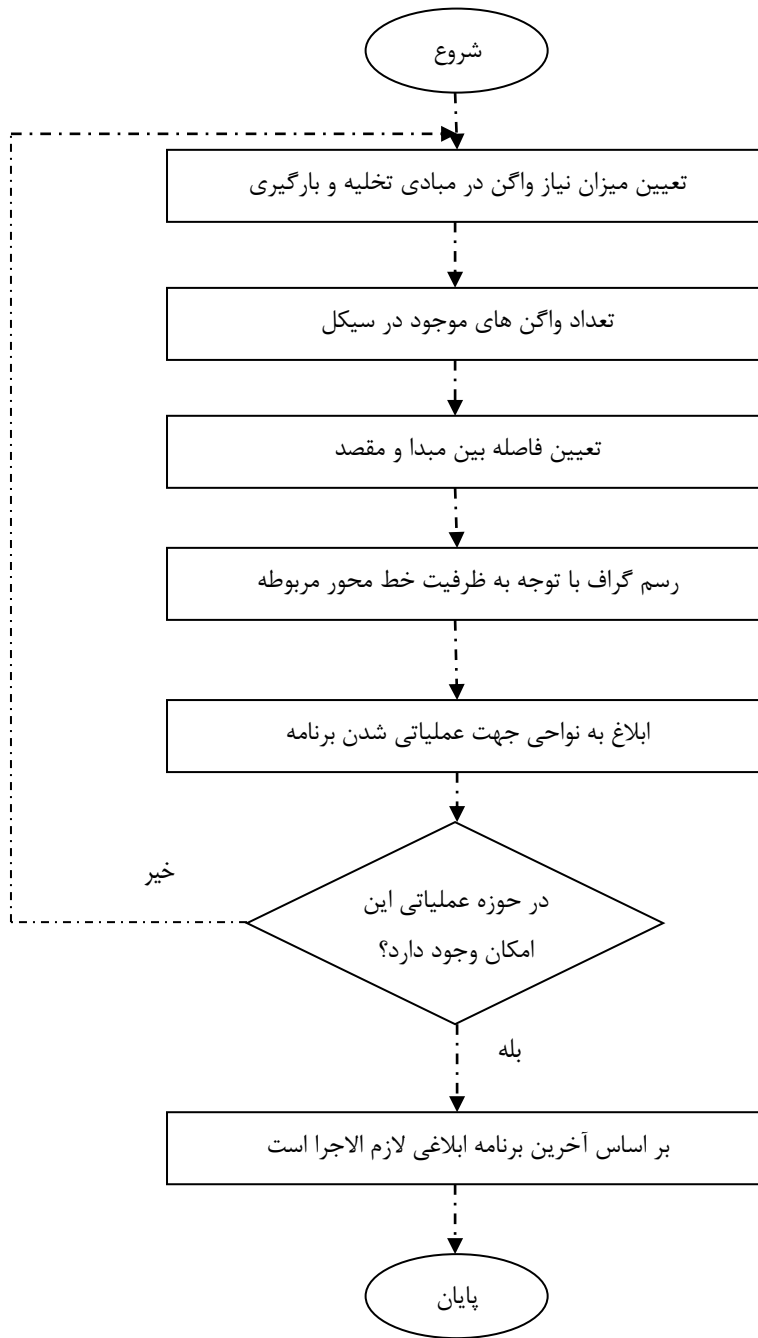 شروع
تعیین میزان نیاز واگن در مبادی تخلیه و بارگیری
تعداد واگن های موجود در سیکل
تعیین فاصله بین مبدا و مقصد
رسم گراف با توجه به ظرفیت خط محور مربوطه
ابلاغ به نواحی جهت عملیاتی شدن برنامه
خیر
در حوزه عملیاتی این
امکان وجود دارد؟
بله
بر اساس آخرین برنامه ابلاغی لازم الاجرا است
پایان